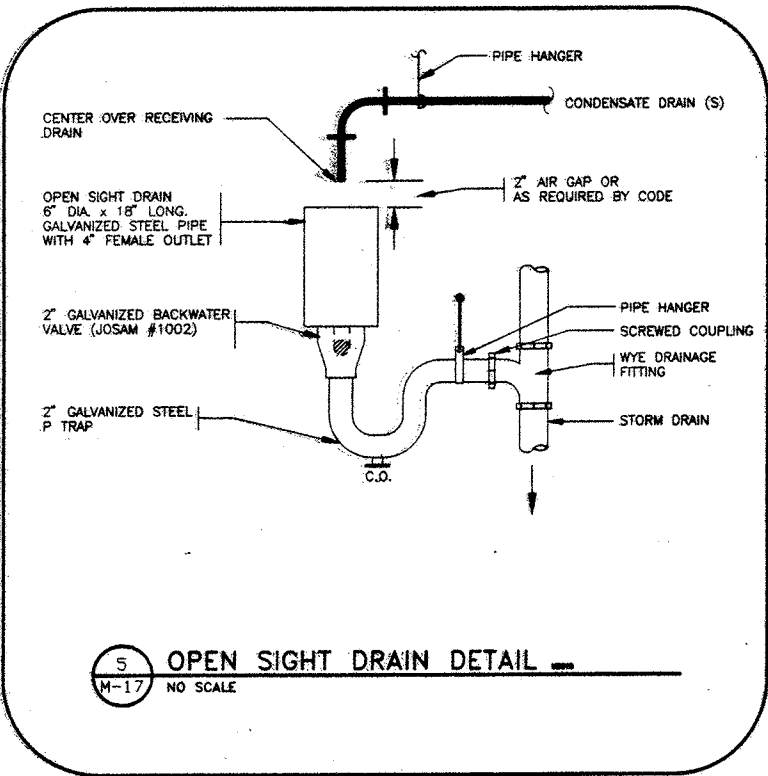 PIPE HANGER
CONDENSATE DRAIN (S)
CENTER OVER RECEIVING
DRAIN
2" AIR GAP OR
AS REQUIRED BY CODE
OPEN SIGHT DRAIN
6" DIA. x 18" LONG.
GALVANIZED STEEL PIPE
WITH 4" FEMALE OUTLET
2" GALVANIZED BACKWATER
VALVE (JOSAM #1002)
PIPE HANGER
SCREWED COUPLING
WYE DRAINAGE
FITTING
2" GALVANIZED STEEL
P TRAP
STORM DRAIN
C.O.
5
M-17
OPEN SIGHT DRAIN DETAIL
NO SCALE